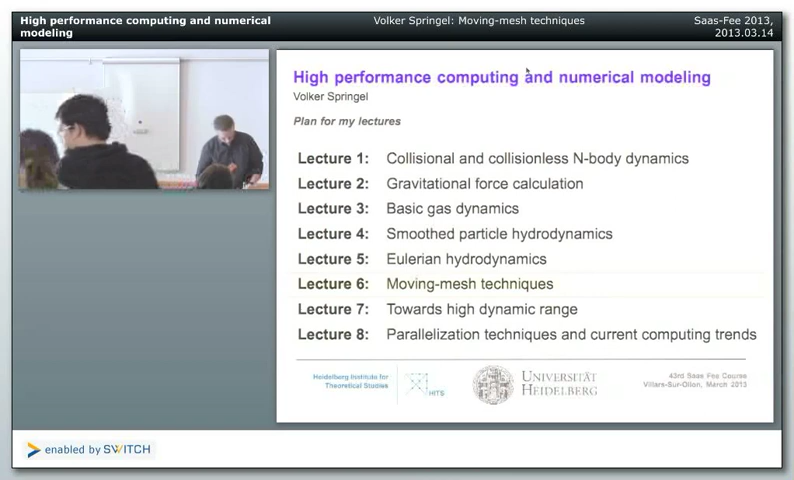 High performance computing and numerical
modeling
Volker Springel: Moving-mesh techniques
Saas-Fee 2013,
2013.03.14
High performance computing and numerical modeling
Volker Springel
Plan for my lectures
Lecture 1: Collisional and collisionless N-body dynamics
Lecture 2: Gravitational force calculation
Lecture 3: Basic gas dynamics
Lecture 4: Smoothed particle hydrodynamics
Lecture 5: Eulerian hydrodynamics
Lecture 6: Moving-mesh techniques
Lecture 7: Towards high dynamic range
Lecture 8: Parallelization techniques and current computing trends
Heidelberg Institute for
Theoretical Studies
HITS
UNIVERSITÄT
HEIDELBERG
43rd Saas Fee Course
Villars-Sur-Ollon, March 2013
enabled by SWITCH